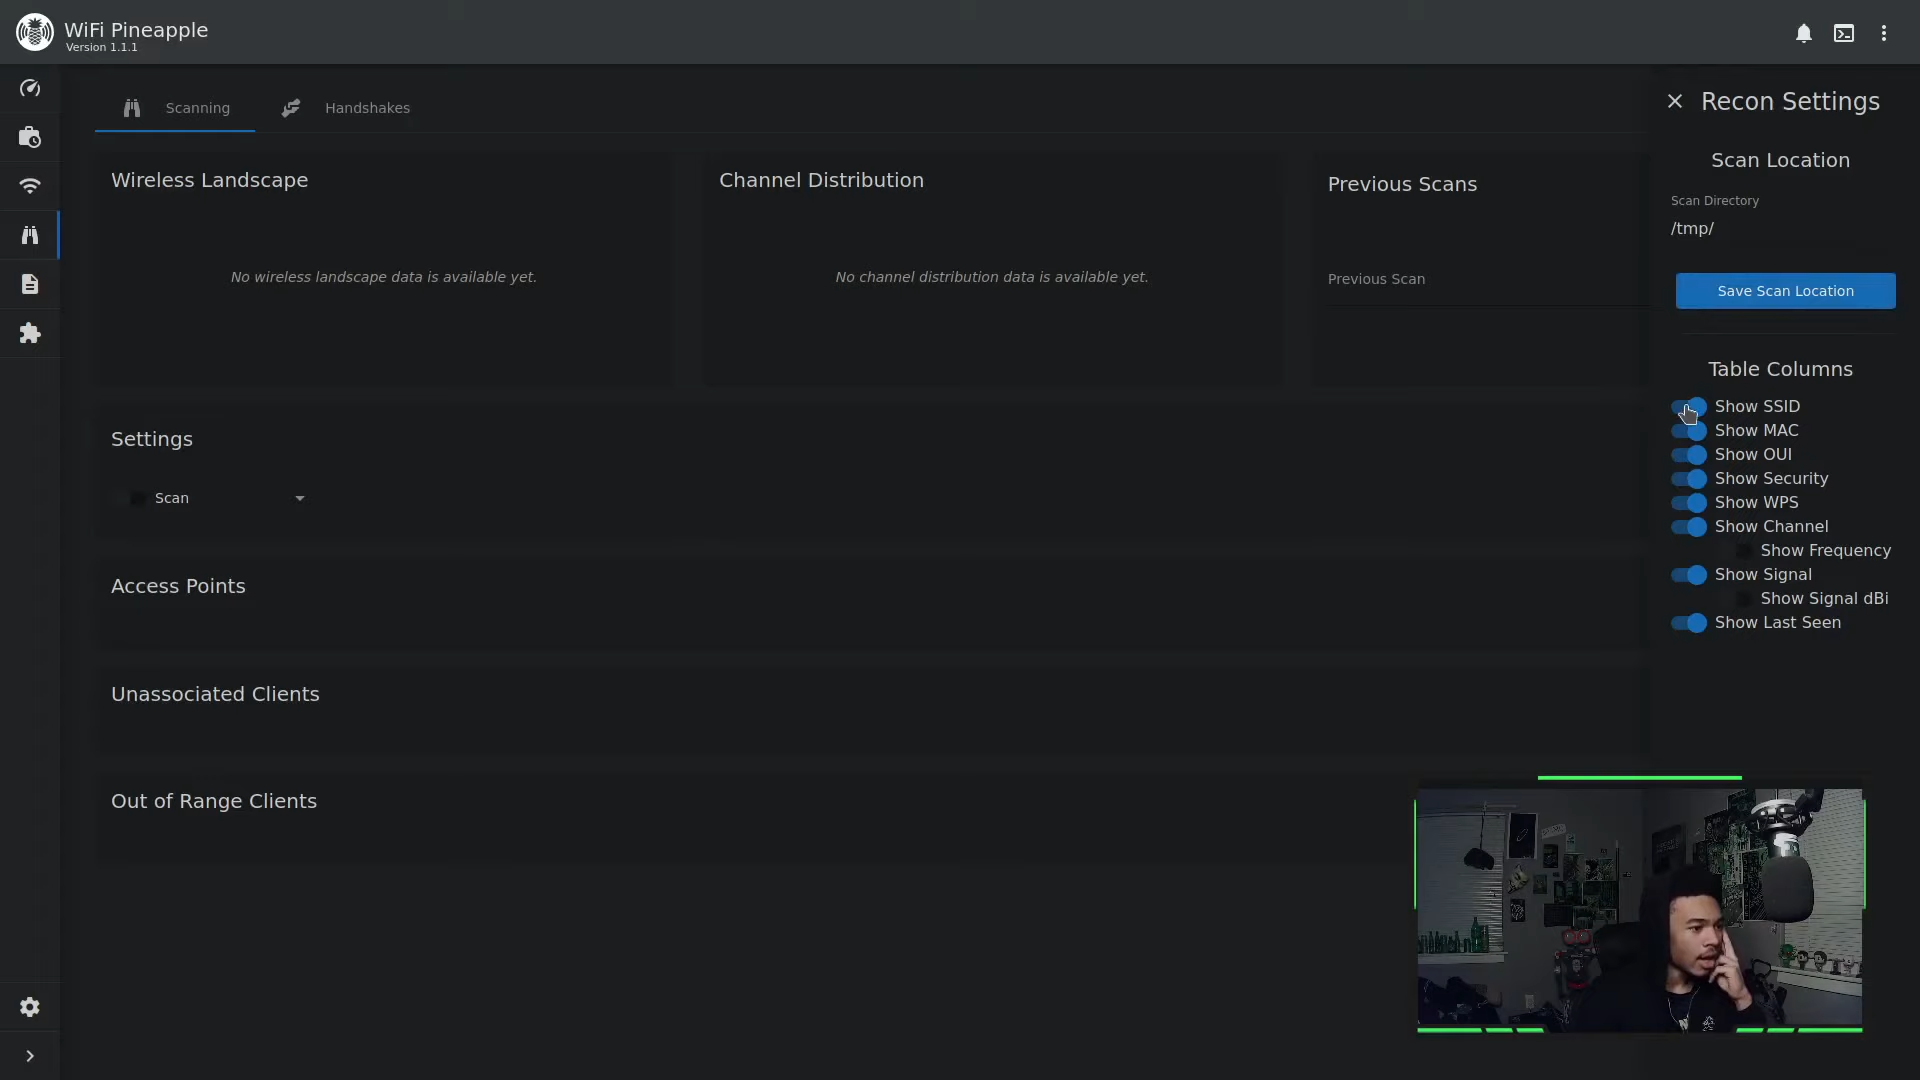 WiFi Pineapple
Version 1.1.1
Scanning
Handshakes
Wireless Landscape
No wireless landscape data is available yet.
Channel Distribution
No channel distribution data is available yet.
Previous Scans
Previous Scan
Settings
Scan
Access Points
Unassociated Clients
Out of Range Clients
Recon Settings
Scan Location
Scan Directory
/tmp/
Save Scan Location
Table Columns
Show SSID
Show MAC
Show OUI
Show Security
Show WPS
Show Channel
Show Frequency
Show Signal
Show Signal dBi
Show Last Seen